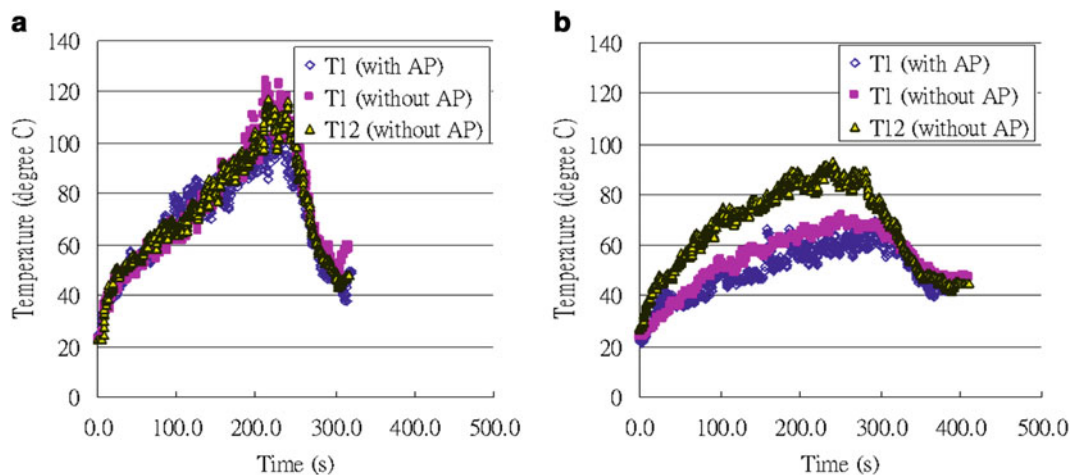 a
140
120
100
80
60
40
20
0
Temperature (degree C)
T1 (with AP)
T1 (without AP)
T12 (without AP)
0.0 100.0 200.0 300.0 400.0 500.0
Time (s)
b
140
120
100
80
60
40
20
0
Temperature (degree C)
T1 (with AP)
T1 (without AP)
T12 (without AP)
0.0 100.0 200.0 300.0 400.0 500.0
Time (s)